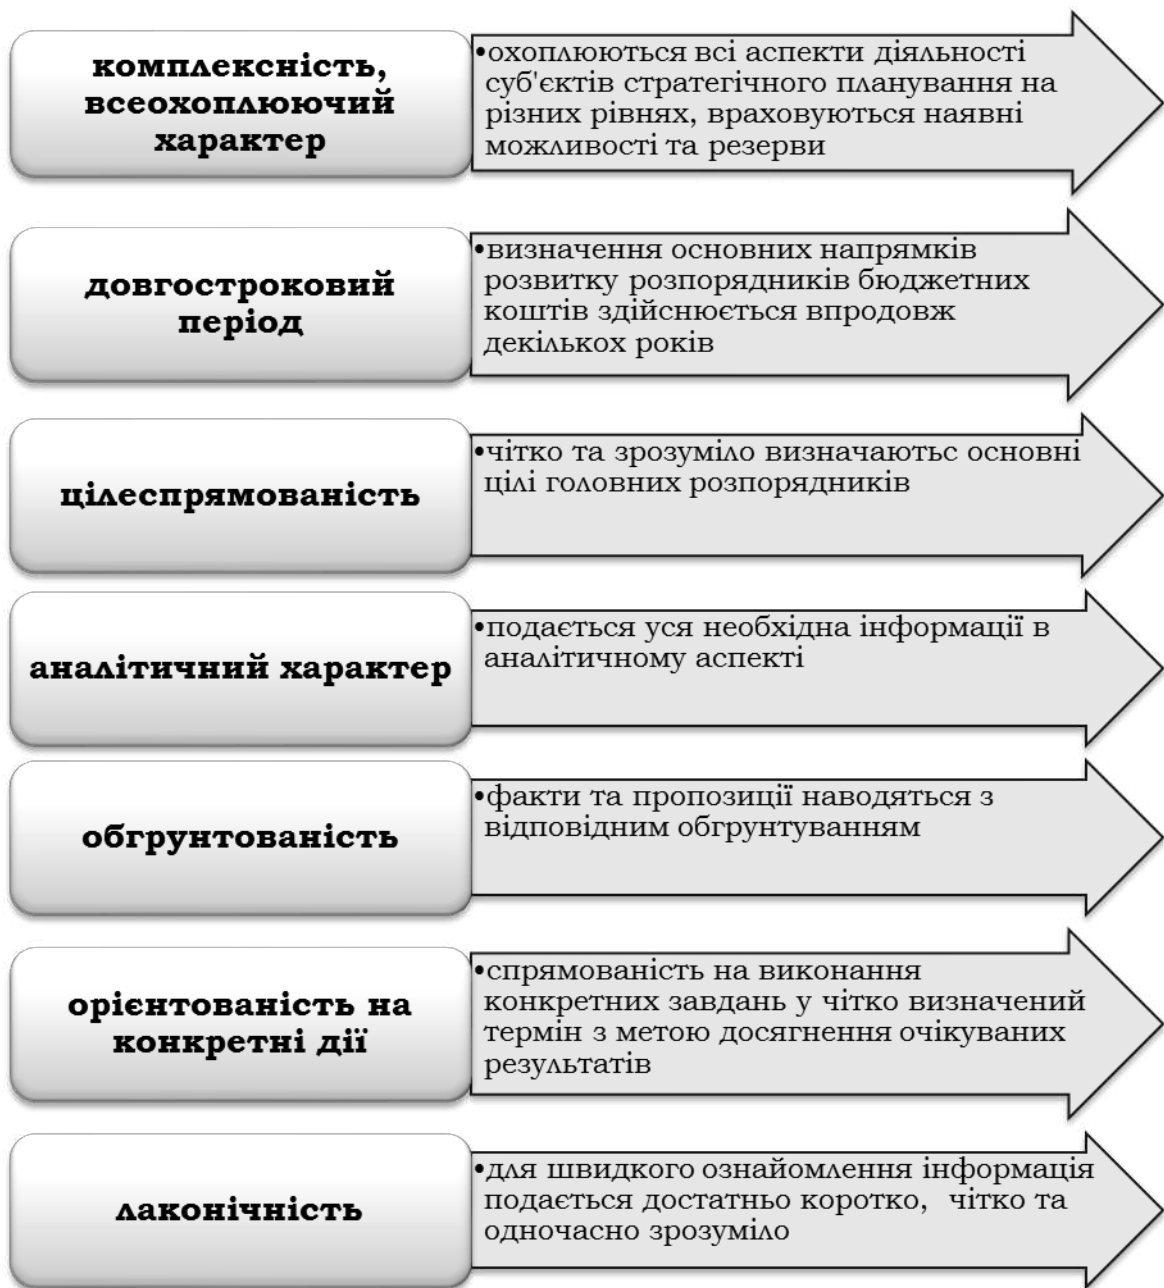 комплексність,
всеохоплюючий
характер
•охоплюються всі аспекти діяльності
суб'єктів стратегічного планування на
різних рівнях, враховуються наявні
можливості та резерви
довгостроковий
період
•визначення основних напрямків
розвитку розпорядників бюджетних
коштів здійснюється впродовж
декількох років
цілеспрямованість
•чітко та зрозуміло визначаютьс основні
цілі головних розпорядників
аналітичний характер
•подається уся необхідна інформації в
аналітичному аспекті
обгрунтованість
•факти та пропозиції наводяться з
відповідним обгрунтуванням
орієнтованість на
конкретні дії
•спрямованість на виконання
конкретних завдань у чітко визначений
термін з метою досягнення очікуваних
результатів
лаконічність
•для швидкого ознайомлення інформація
подається достатньо коротко,  чітко та
одночасно зрозуміло